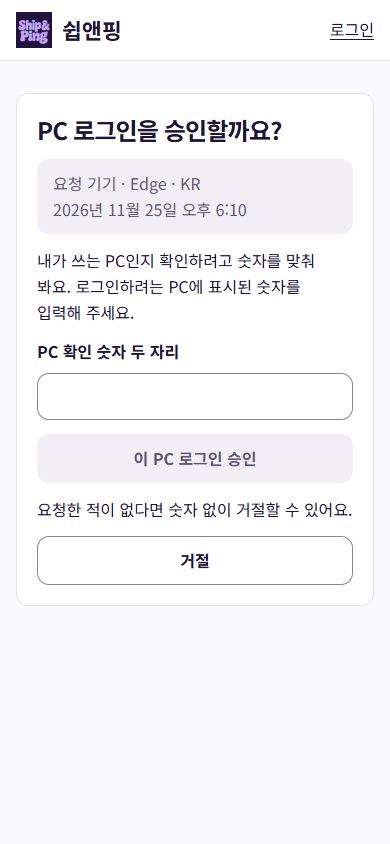 Ship&
Ping
쉽앤핑
로그인
PC 로그인을 승인할까요?
요청 기기 · Edge · KR
2026년 11월 25일 오후 6:10
내가 쓰는 PC인지 확인하려고 숫자를 맞춰
봐요. 로그인하려는 PC에 표시된 숫자를
입력해 주세요.
PC 확인 숫자 두 자리
이 PC 로그인 승인
요청한 적이 없다면 숫자 없이 거절할 수 있어요.
거절